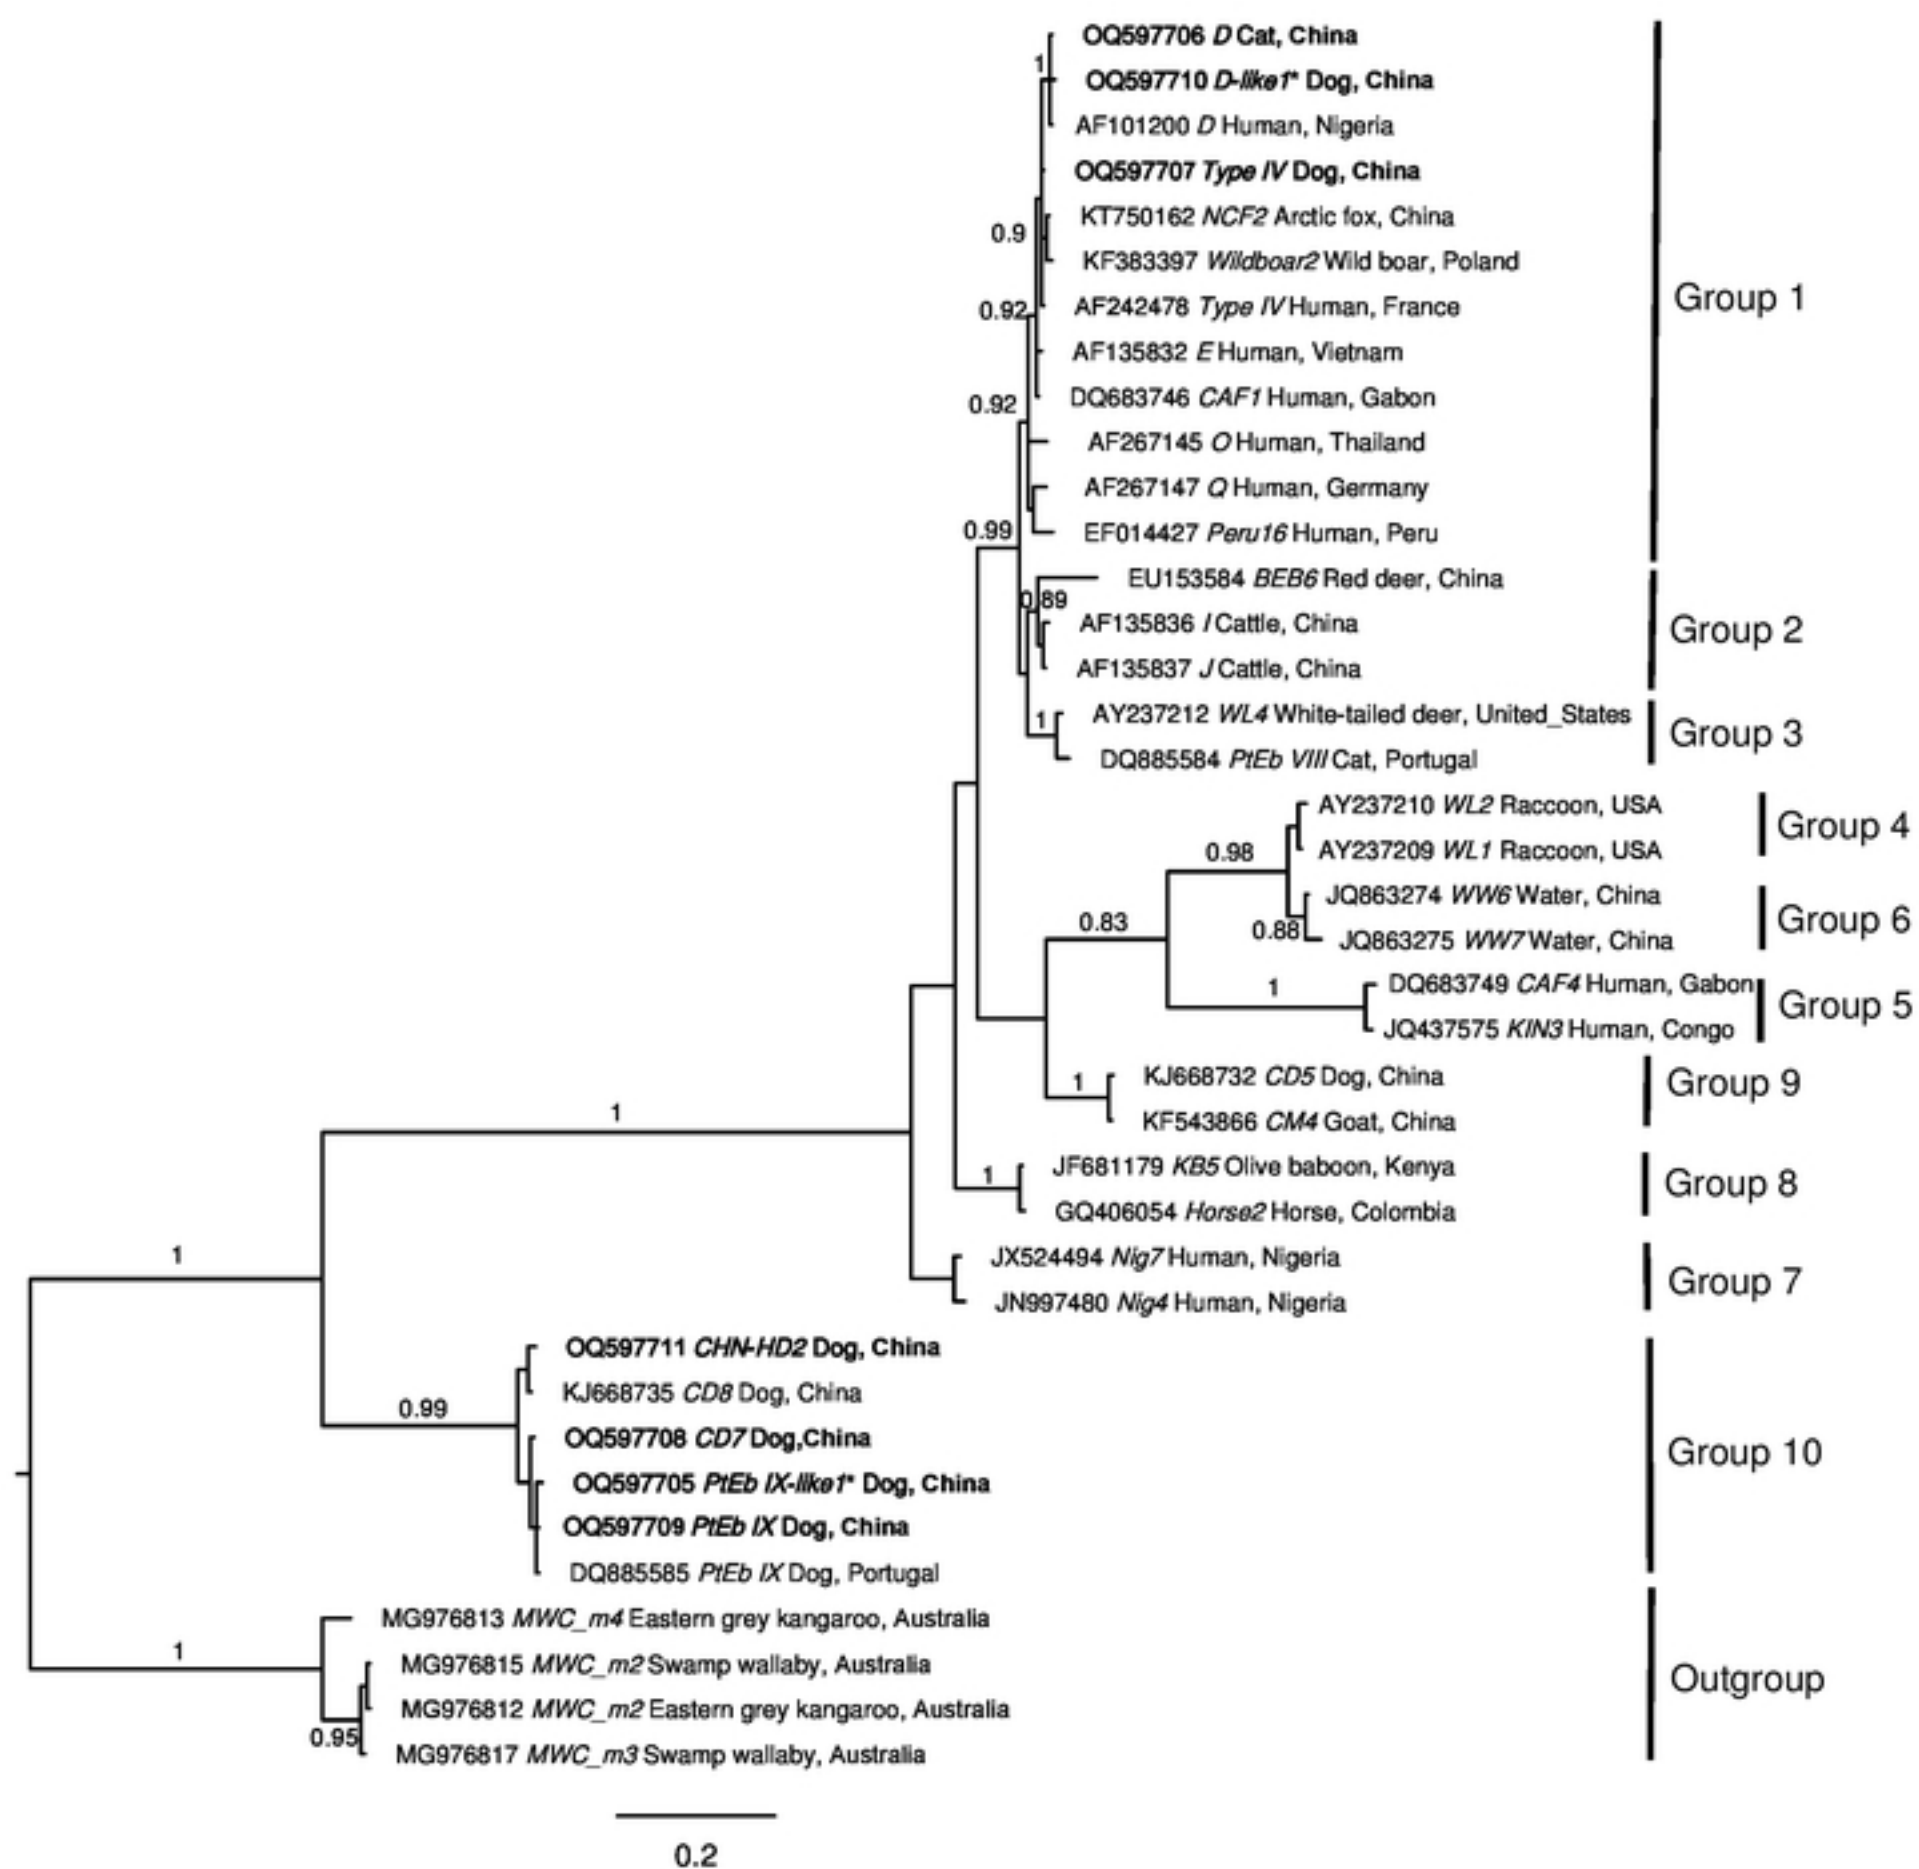 OQ597706 D Cat, China
1
OQ597710 D-like1* Dog, China
AF101200 D Human, Nigeria
OQ597707 Type IV Dog, China
KT750162 NCF2 Arctic fox, China
0.9
KF383397 Wildboar2 Wild boar, Poland
Group 1
AF242478 Type IV Human, France
0.92
AF135832 E Human, Vietnam
DQ683746 CAF1 Human, Gabon
0.92
AF267145 O Human, Thailand
AF267147 Q Human, Germany
0.99
EF014427 Peru16 Human, Peru
EU153584 BEB6 Red deer, China
0.89
AF135836 I Cattle, China
Group 2
AF135837 J Cattle, China
AY237212 WL4 White-tailed deer, United_States
1
Group 3
DQ885584 PtEb VIII Cat, Portugal
AY237210 WL2 Raccoon, USA
Group 4
0.98
AY237209 WL1 Raccoon, USA
JQ863274 WW6 Water, China
0.83
Group 6
0.88
JQ863275 WW7 Water, China
DQ683749 CAF4 Human, Gabon
1
Group 5
JQ437575 KIN3 Human, Congo
KJ668732 CD5 Dog, China
1
Group 9
KF543866 CM4 Goat, China
1
JF681179 KB5 Olive baboon, Kenya
1
Group 8
GQ406054 Horse2 Horse, Colombia
1
JX524494 Nig7 Human, Nigeria
Group 7
JN997480 Nig4 Human, Nigeria
OQ597711 CHN-HD2 Dog, China
KJ668735 CD8 Dog, China
0.99
OQ597708 CD7 Dog,China
Group 10
OQ597705 PtEb IX-like1* Dog, China
OQ597709 PtEb IX Dog, China
DQ885585 PtEb IX Dog, Portugal
MG976813 MWC_m4 Eastern grey kangaroo, Australia
1
MG976815 MWC_m2 Swamp wallaby, Australia
Outgroup
MG976812 MWC_m2 Eastern grey kangaroo, Australia
0.95
MG976817 MWC_m3 Swamp wallaby, Australia
0.2